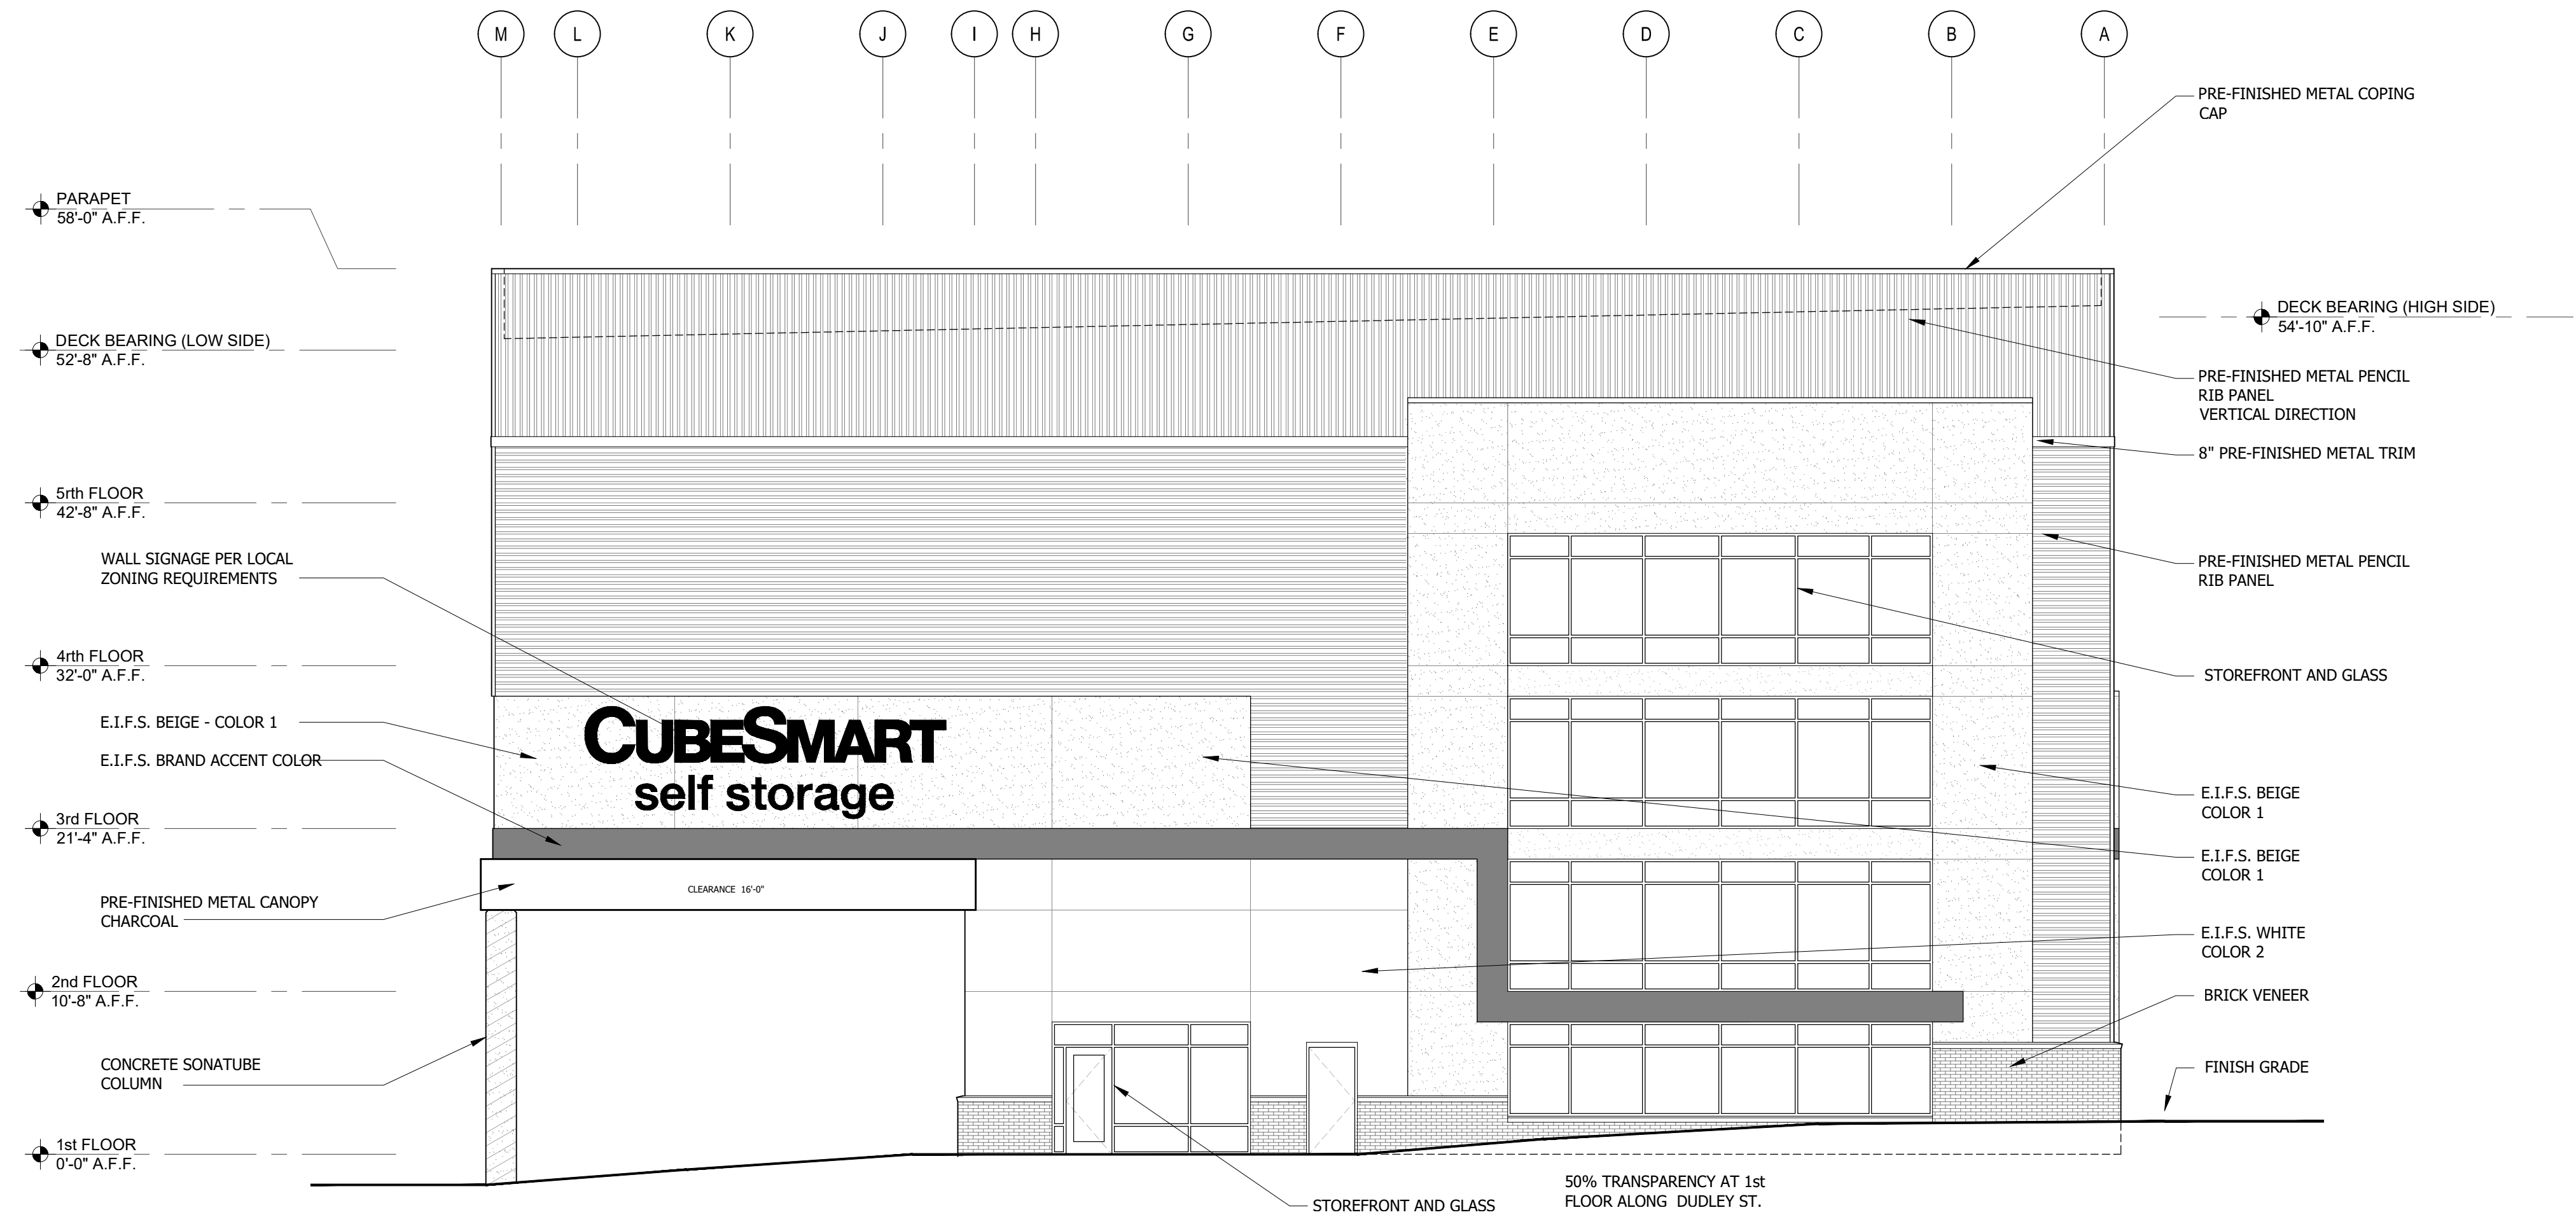 M L K J I H G F E D C B A
PRE-FINISHED METAL COPING
CAP
PARAPET
58'-0" A.F.F.
DECK BEARING (HIGH SIDE)
54'-10" A.F.F.
DECK BEARING (LOW SIDE)
52'-8" A.F.F.
PRE-FINISHED METAL PENCIL
RIB PANEL
VERTICAL DIRECTION
8" PRE-FINISHED METAL TRIM
5rth FLOOR
42'-8" A.F.F.
WALL SIGNAGE PER LOCAL
ZONING REQUIREMENTS
PRE-FINISHED METAL PENCIL
RIB PANEL
4rth FLOOR
32'-0" A.F.F.
STOREFRONT AND GLASS
E.I.F.S. BEIGE - COLOR 1
CUBESMART
self storage
E.I.F.S. BRAND ACCENT COLOR
E.I.F.S. BEIGE
COLOR 1
3rd FLOOR
21'-4" A.F.F.
E.I.F.S. BEIGE
COLOR 1
CLEARANCE 16'-0"
PRE-FINISHED METAL CANOPY
CHARCOAL
E.I.F.S. WHITE
COLOR 2
2nd FLOOR
10'-8" A.F.F.
BRICK VENEER
CONCRETE SONATUBE
COLUMN
FINISH GRADE
1st FLOOR
0'-0" A.F.F.
STOREFRONT AND GLASS
50% TRANSPARENCY AT 1st
FLOOR ALONG DUDLEY ST.